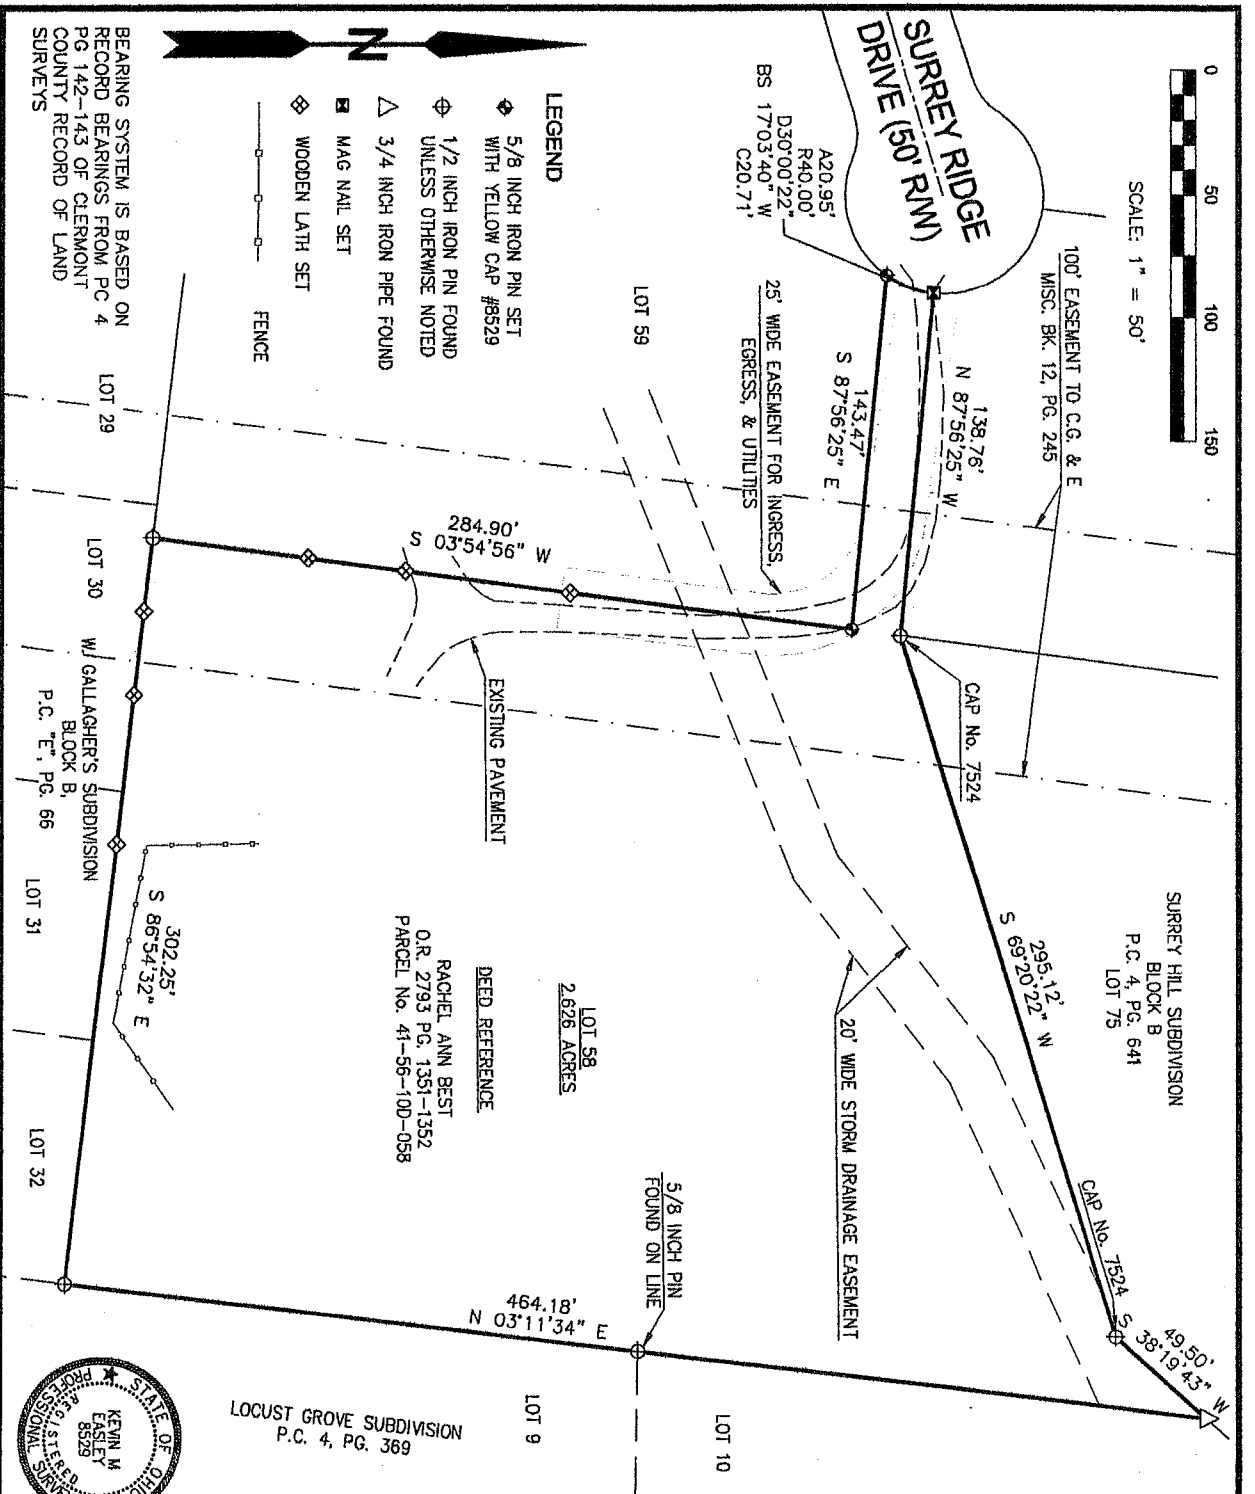 SCALE: 1" = 50'
0 50 100 150
SURREY RIDGE
DRIVE (50' R/W)
A20.95'
R40.00'
D30°00'22"
BS 17°03'40" W
C20.71'
100' EASEMENT TO C.G. & E
MISC. BK. 12, PG. 245
138.76'
N 87°56'25" W
143.47'
S 87°56'25" E
25' WIDE EASEMENT FOR INGRESS,
EGRESS, & UTILITIES
LOT 59
CAP No. 7524
SURREY HILL SUBDIVISION
BLOCK B
P.C. 4, PG. 641
LOT 75
295.12'
S 69°20'22" W
CAP No. 7524
49.50'
S 38°19'43" W
20' WIDE STORM DRAINAGE EASEMENT
284.90'
S 03°54'56" W
EXISTING PAVEMENT
LOT 58
2.626 ACRES
DEED REFERENCE
RACHEL ANN BEST
O.R. 2793 PG. 1351-1352
PARCEL No. 41-56-10D-058
5/8 INCH PIN
FOUND ON LINE
464.18'
N 03°11'34" E
LOT 10
LOT 9
LOCUST GROVE SUBDIVISION
P.C. 4, PG. 369
302.25'
S 86°54'32" E
LOT 29
LOT 30
W. GALLAGHER'S SUBDIVISION
BLOCK B,
P.C. "E", PG. 66
LOT 31
LOT 32
N
LEGEND
5/8 INCH IRON PIN SET
WITH YELLOW CAP #8529
1/2 INCH IRON PIN FOUND
UNLESS OTHERWISE NOTED
3/4 INCH IRON PIPE FOUND
MAG NAIL SET
WOODEN LATH SET
FENCE
BEARING SYSTEM IS BASED ON
RECORD BEARINGS FROM PC 4
PG 142-143 OF CLERMONT
COUNTY RECORD OF LAND
SURVEYS
STATE OF OHIO
KEVIN M
EASLEY
8529
REGISTERED
PROFESSIONAL